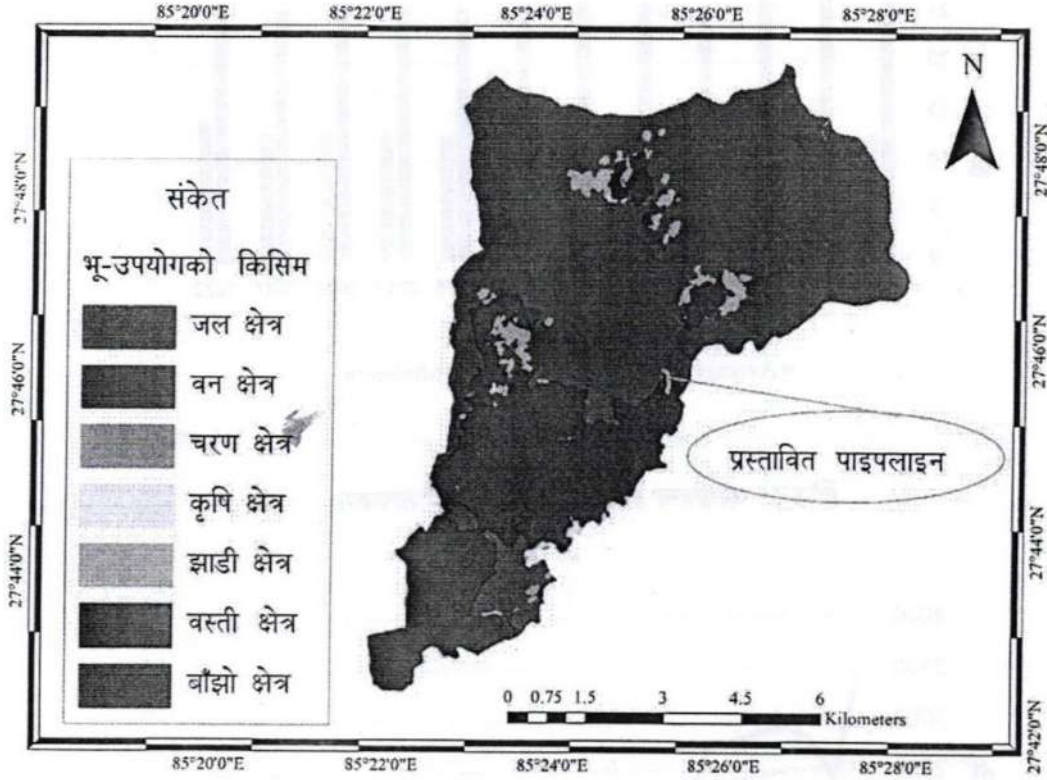 85°20'0"E 85°22'0"E 85°24'0"E 85°26'0"E 85°28'0"E
N
27°48'0"N 27°48'0"N
संकेत
भू-उपयोगको किसिम
जल क्षेत्र
वन क्षेत्र
27°46'0"N 27°46'0"N
चरण क्षेत्र
प्रस्तावित पाइपलाइन
कृषि क्षेत्र
झाडी क्षेत्र
27°44'0"N 27°44'0"N
वस्ती क्षेत्र
बाँझो क्षेत्र
0 0.75 1.5 3 4.5 6
Kilometers
27°42'0"N
85°20'0"E 85°22'0"E 85°24'0"E 85°26'0"E 85°28'0"E